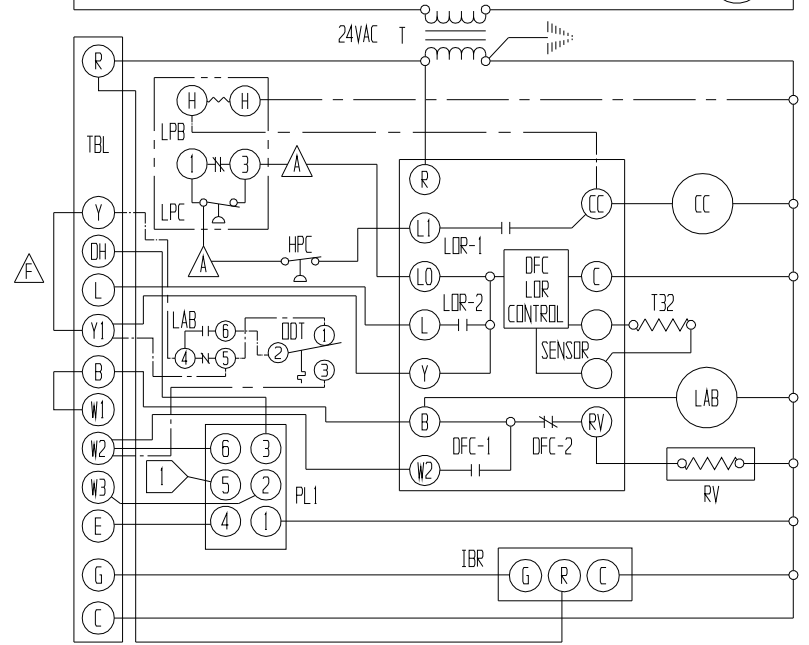 24VAC T
R
H H
LPB
TBL
1 3 A
LPC
R
Y
CC CC
L1
LOR-1
DH
HPC
A
F
L
LO
DFC
LOR
CONTROL
C
LOR-2
T32
Y1
LAB 6 ODT 1
L
4 5 2
SENSOR
3
B
Y
W1
LAB
B RV
W2
6 3
DFC-1 DFC-2
1
5 2
W2
W3
PL1
RV
E
4 1
IBR
G
G R C
C